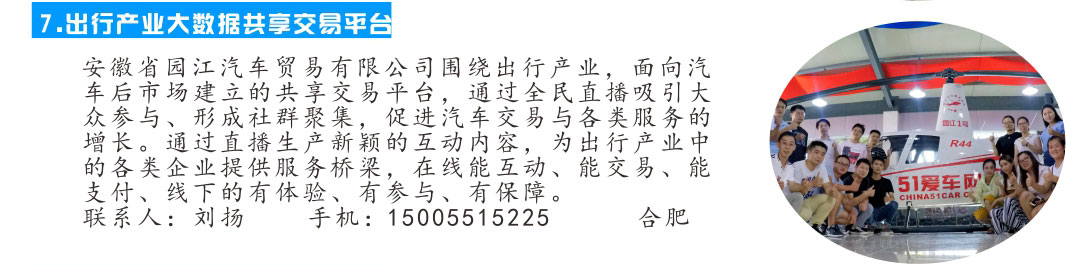 7.出行产业大数据共享交易平台
安徽省园江汽车贸易有限公司围绕出行产业，面向汽
车后市场建立的共享交易平台，通过全民直播吸引大
众参与、形成社群聚集，促进汽车交易与各类服务的
增长。通过直播生产新颖的互动内容，为出行产业中
的各类企业提供服务桥梁，在线能互动、能交易、能
支付、线下的有体验、有参与、有保障。
联系人：刘扬 手机：15005515225 合肥
园江1号
R44
51爱车网
CHINA51CAR.C